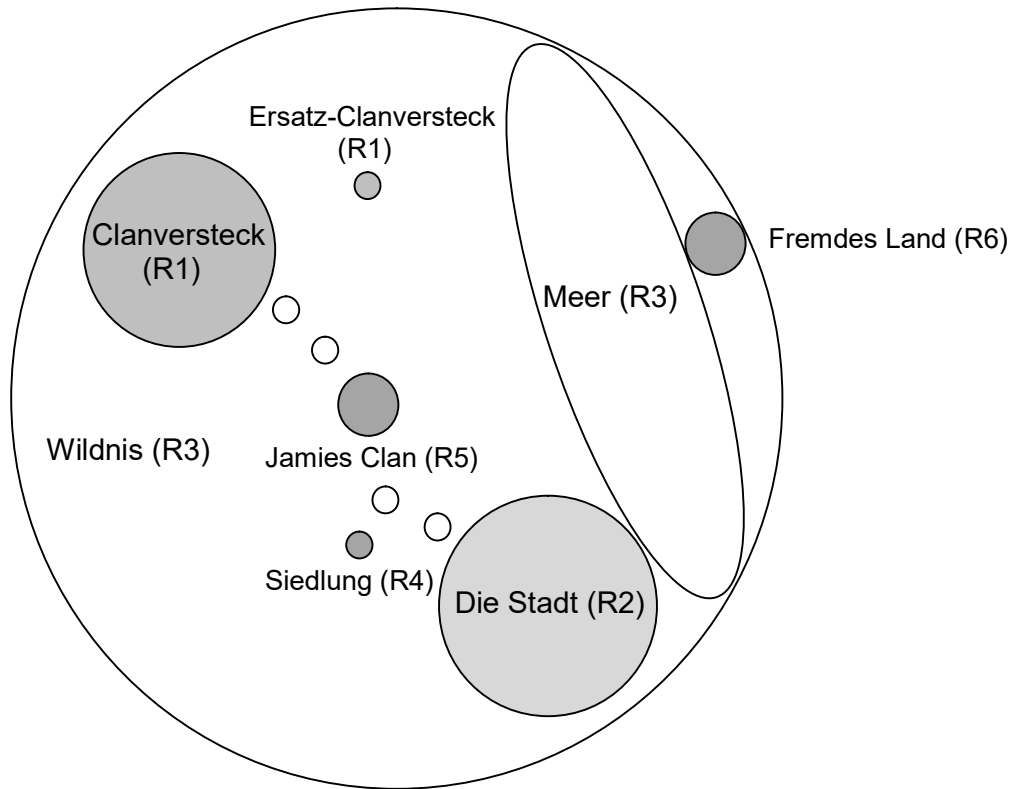 Ersatz-Clanversteck
(R1)
Clanversteck
(R1)
Fremdes Land (R6)
Meer (R3)
Wildnis (R3)
Jamies Clan (R5)
Siedlung (R4)
Die Stadt (R2)